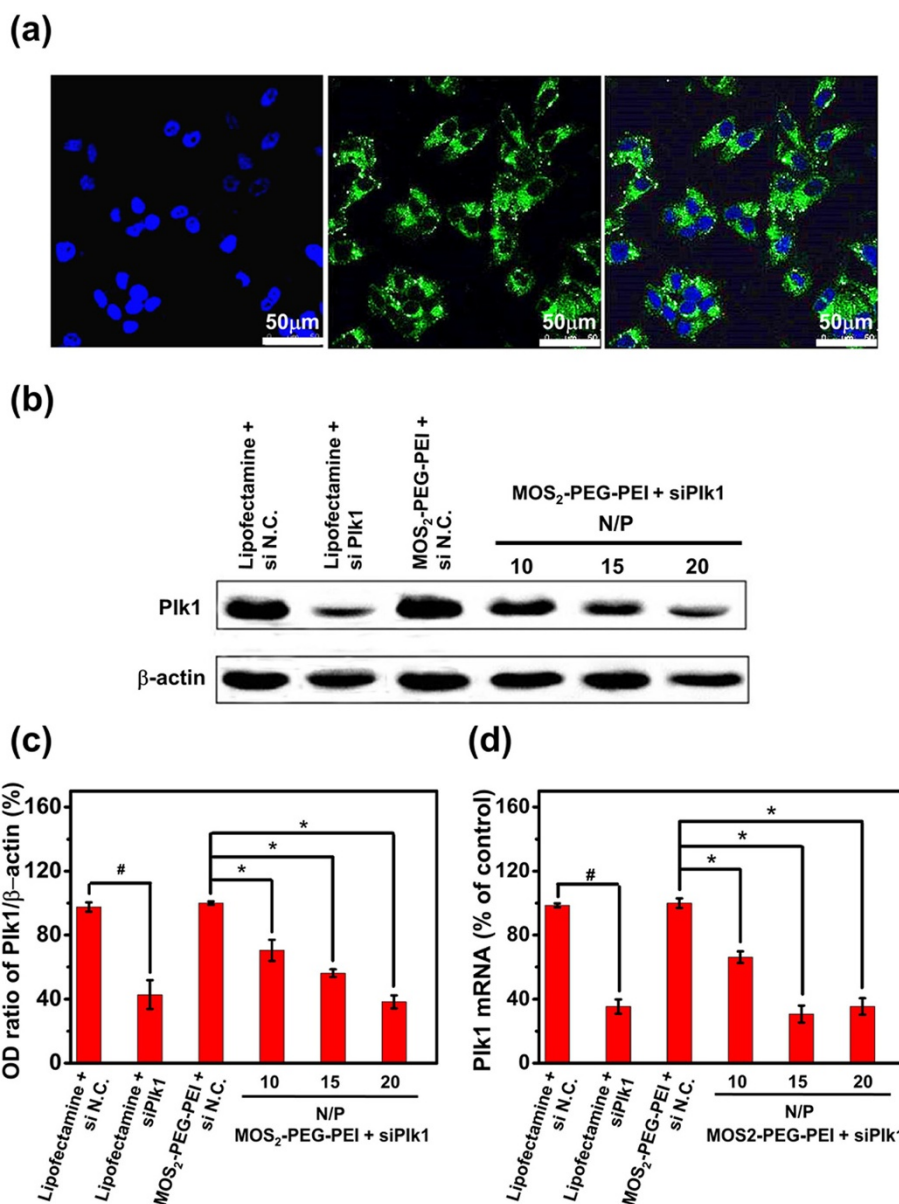 (a)
50μm
50μm
50μm
(b)
Lipofectamine +
si N.C.
Lipofectamine +
si Plk1
MOS₂-PEG-PEI +
si N.C.
MOS₂-PEG-PEI + siPlk1
N/P
10 15 20
Plk1
β-actin
(c)
OD ratio of Plk1/β–actin (%)
160
120
80
40
0
#
*
*
*
Lipofectamine +
si N.C.
Lipofectamine +
siPlk1
MOS₂-PEG-PEI +
si N.C.
10 15 20
N/P
MOS₂-PEG-PEI + siPlk1
(d)
Plk1 mRNA (% of control)
160
120
80
40
0
#
*
*
*
Lipofectamine +
si N.C.
Lipofectamine +
siPlk1
MOS₂-PEG-PEI +
si N.C.
10 15 20
N/P
MOS2-PEG-PEI + siPlk1